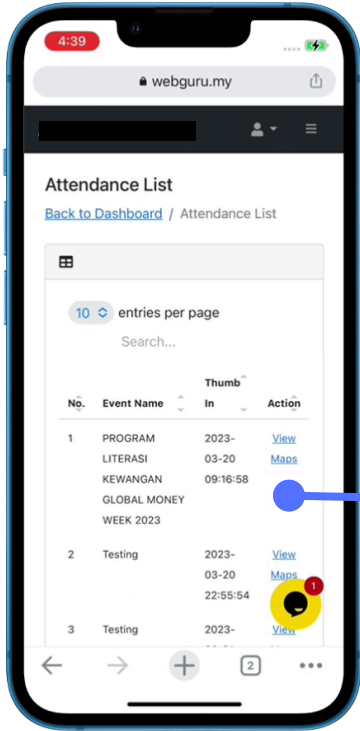 4:39
webguru.my
Attendance List
Back to Dashboard / Attendance List
10 entries per page
Search...
Thumb
No. Event Name In Action
1 PROGRAM 2023- View
LITERASI 03-20 Maps
KEWANGAN 09:16:58
GLOBAL MONEY
WEEK 2023
2 Testing 2023- View
03-20 Maps
22:55:54
1
3 Testing 2023- View
2